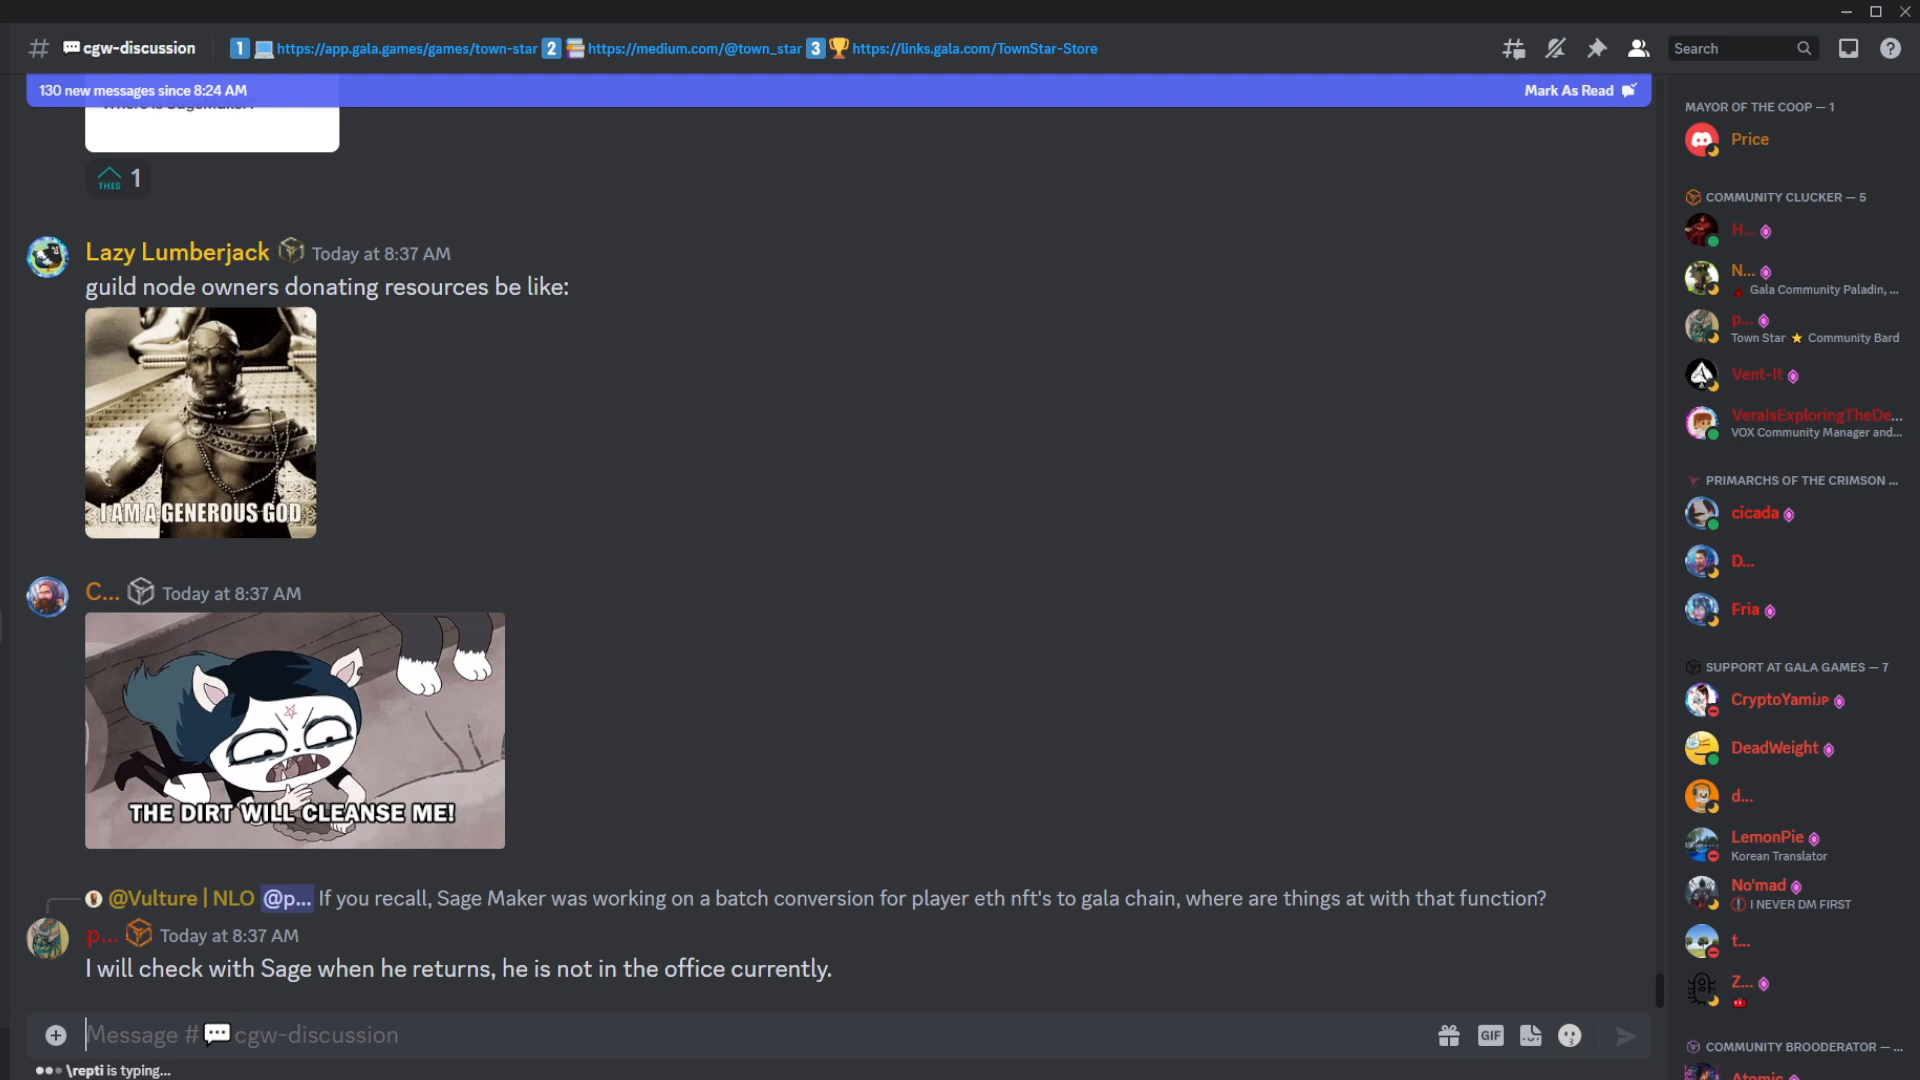 cgw-discussion
1 https://app.gala.games/games/town-star 2 https://medium.com/@town_star 3 https://links.gala.com/TownStar-Store
Search
130 new messages since 8:24 AM
Mark As Read
THIS 1
Lazy Lumberjack Today at 8:37 AM
guild node owners donating resources be like:
I AM A GENEROUS GOD
C... Today at 8:37 AM
THE DIRT WILL CLEANSE ME!
@Vulture | NLO @p... If you recall, Sage Maker was working on a batch conversion for player eth nft's to gala chain, where are things at with that function?
p... Today at 8:37 AM
I will check with Sage when he returns, he is not in the office currently.
Message # cgw-discussion
GIF
\repti is typing...
MAYOR OF THE COOP — 1
Price
COMMUNITY CLUCKER — 5
H...
N...
Gala Community Paladin, ...
p...
Town Star ⭐ Community Bard
Vent-It
VeraIsExploringTheDe...
VOX Community Manager and...
PRIMARCHS OF THE CRIMSON ...
cicada
D...
Fria
SUPPORT AT GALA GAMES — 7
CryptoYamiJP
DeadWeight
d...
LemonPie
Korean Translator
No'mad
I NEVER DM FIRST
t...
Z...
COMMUNITY BROODERATOR — ...
Atomic